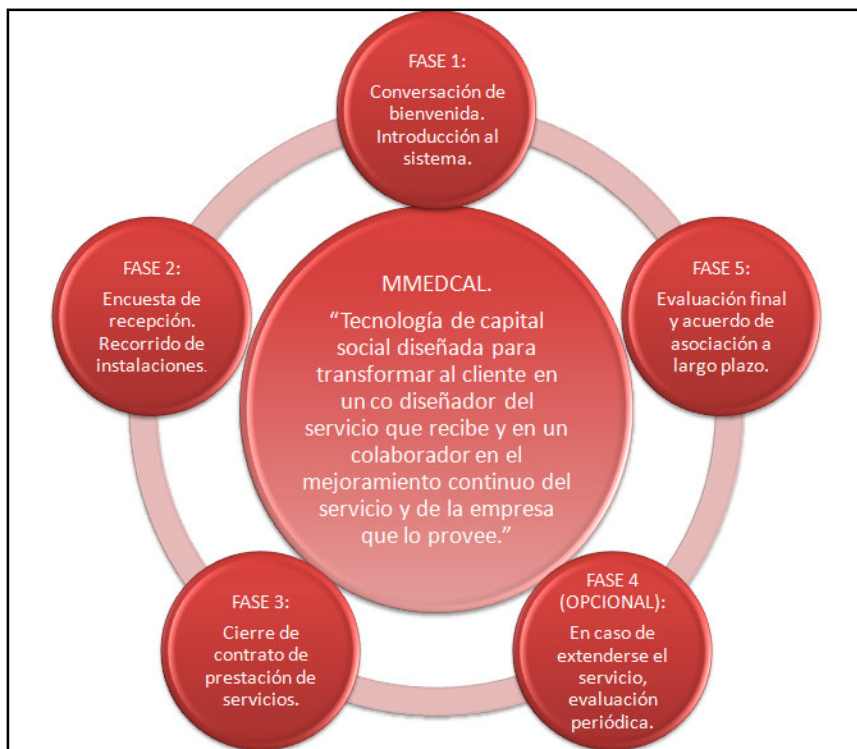 FASE 1:
Conversación de
bienvenida.
Introducción al
sistema.
FASE 2:
Encuesta de
recepción.
Recorrido de
instalaciones.
FASE 3:
Cierre de
contrato de
prestación de
servicios.
FASE 4
(OPCIONAL):
En caso de
extenderse el
servicio,
evaluación
periódica.
FASE 5:
Evaluación final
y acuerdo de
asociación a
largo plazo.
MMEDCAL.
“Tecnología de capital
social diseñada para
transformar al cliente en
un co diseñador del
servicio que recibe y en un
colaborador en el
mejoramiento continuo del
servicio y de la empresa
que lo provee.”